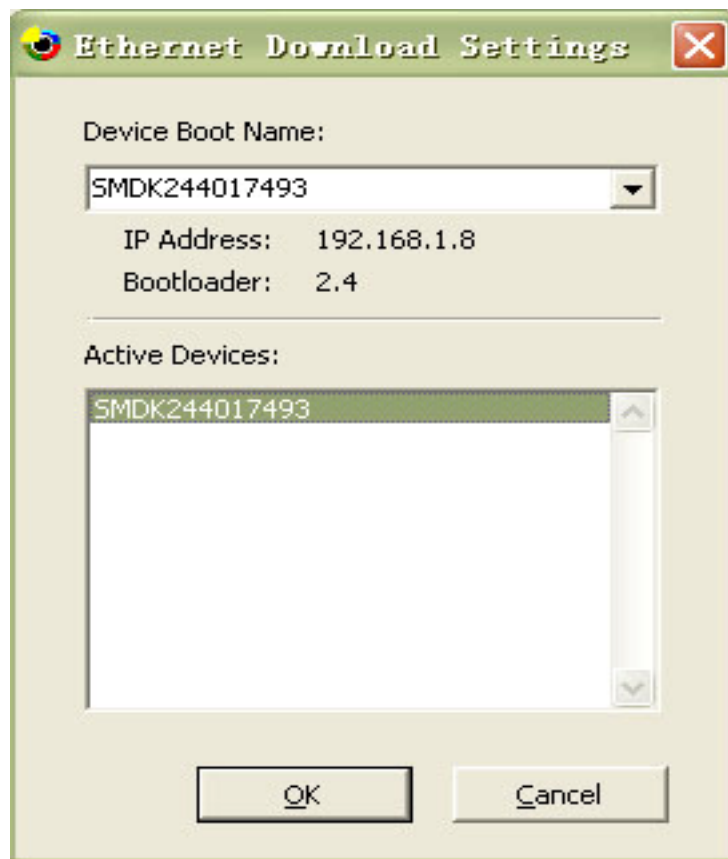 Ethernet Download Settings
Device Boot Name:
SMDK244017493
IP Address: 192.168.1.8
Bootloader: 2.4
Active Devices:
SMDK244017493
OK Cancel